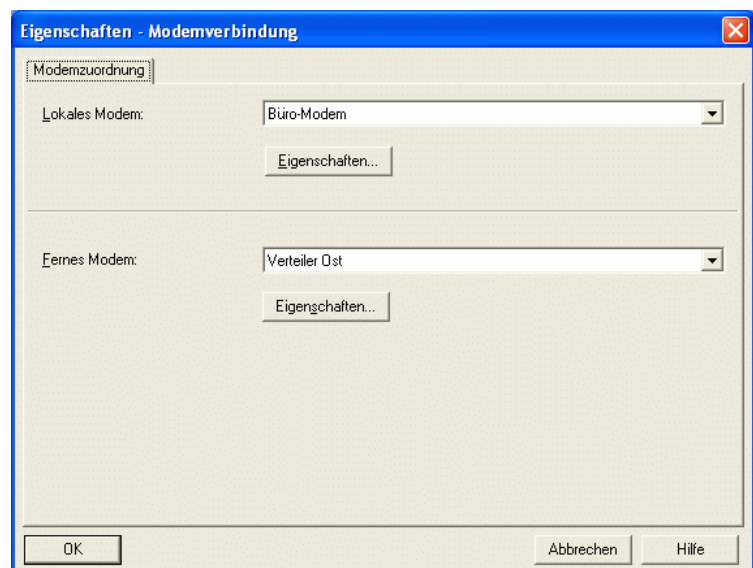 Eigenschaften - Modemverbindung
Modemzuordnung
Lokales Modem: Büro-Modem
Eigenschaften...
Fernes Modem: Verteiler Ost
Eigenschaften...
OK Abbrechen Hilfe